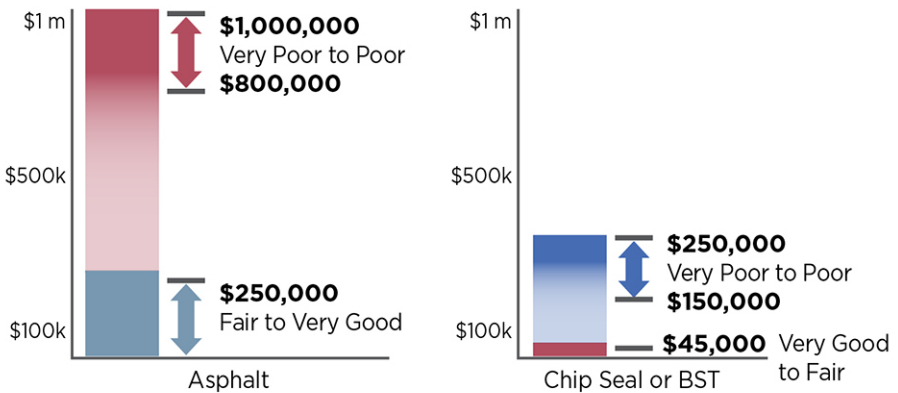 $1 m
$1,000,000
Very Poor to Poor
$800,000
$500k
$250,000
Fair to Very Good
$100k
Asphalt
$1 m
$500k
$250,000
Very Poor to Poor
$150,000
$100k
$45,000 Very Good
to Fair
Chip Seal or BST